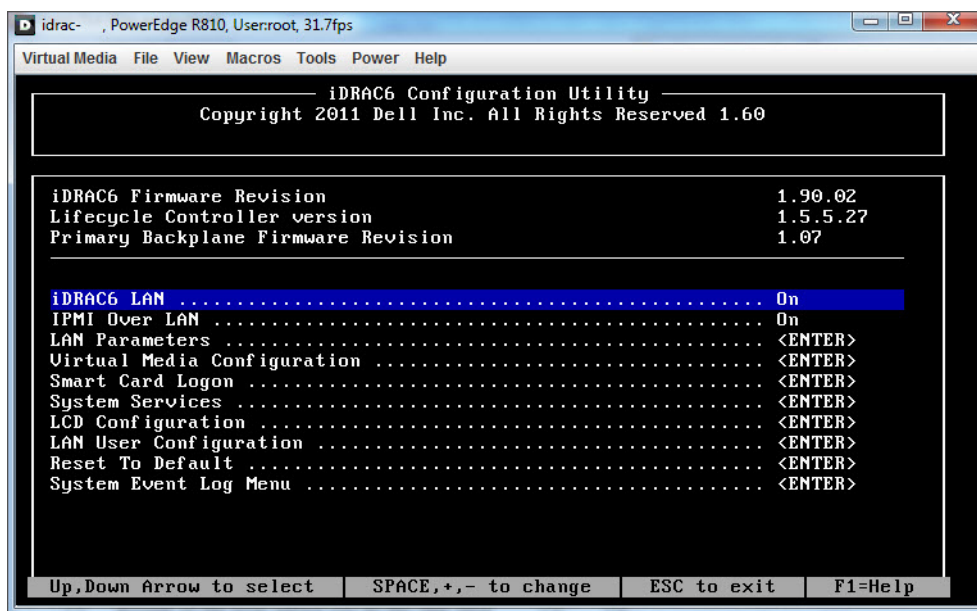 idrac- , PowerEdge R810, User:root, 31.7fps
Virtual Media File View Macros Tools Power Help
iDRAC6 Configuration Utility
Copyright 2011 Dell Inc. All Rights Reserved 1.60
iDRAC6 Firmware Revision 1.90.02
Lifecycle Controller version 1.5.5.27
Primary Backplane Firmware Revision 1.07
iDRAC6 LAN .................................................. On
IPMI Over LAN ............................................... On
LAN Parameters .............................................. <ENTER>
Virtual Media Configuration ................................. <ENTER>
Smart Card Logon ............................................ <ENTER>
System Services ............................................. <ENTER>
LCD Configuration ........................................... <ENTER>
LAN User Configuration ...................................... <ENTER>
Reset To Default ............................................ <ENTER>
System Event Log Menu ....................................... <ENTER>
Up,Down Arrow to select SPACE,+,- to change ESC to exit F1=Help